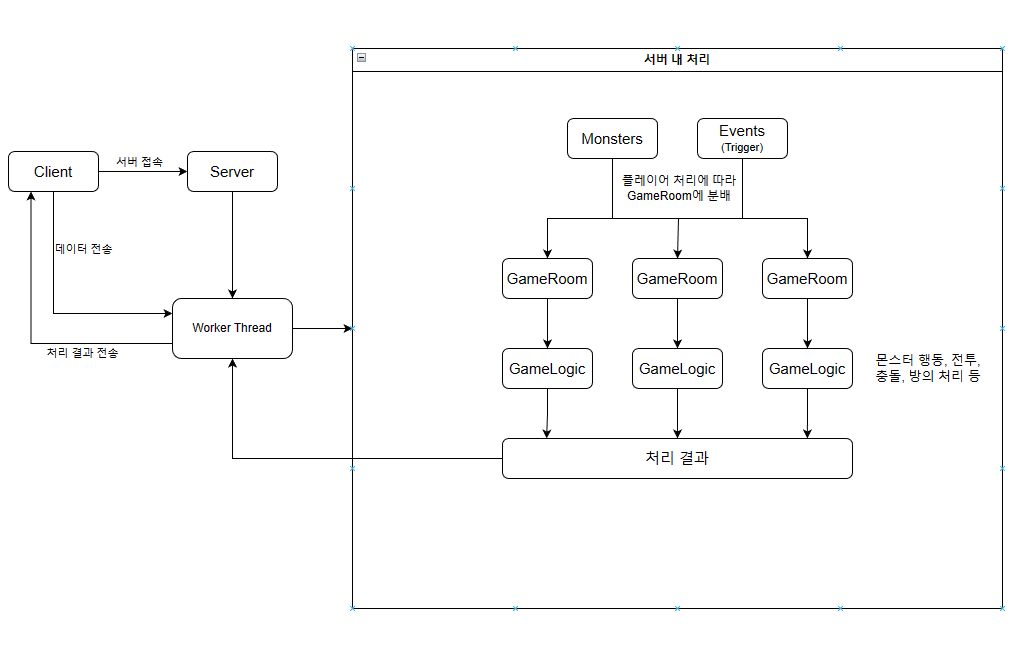 서버 내 처리
Monsters
Events
(Trigger)
Client
서버 접속
Server
플레이어 처리에 따라
GameRoom에 분배
데이터 전송
GameRoom
GameRoom
GameRoom
Worker Thread
처리 결과 전송
GameLogic
GameLogic
GameLogic
몬스터 행동, 전투,
충돌, 방의 처리 등
처리 결과